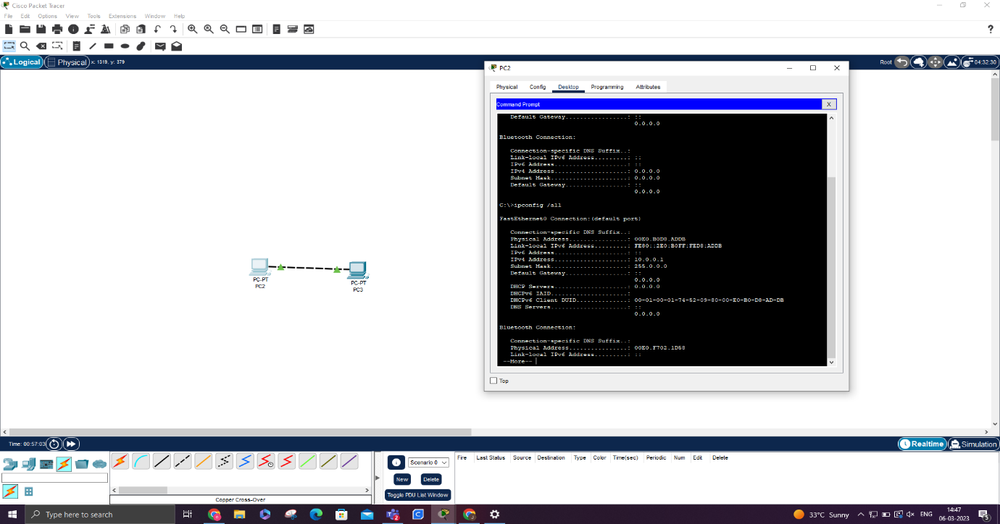 Cisco Packet Tracer
File Edit Options View Tools Extensions Window Help
Logical Physical x: 1319, y: 379
Root 04:32:30
PC2
Physical Config Desktop Programming Attributes
Command Prompt X
Default Gateway.................: ::
0.0.0.0
Bluetooth Connection:
Connection-specific DNS Suffix..:
Link-local IPv6 Address.........: ::
IPv6 Address....................: ::
IPv4 Address....................: 0.0.0.0
Subnet Mask.....................: 0.0.0.0
Default Gateway.................: ::
0.0.0.0
C:\>ipconfig /all
FastEthernet0 Connection:(default port)
Connection-specific DNS Suffix..:
Physical Address................: 00E0.B0D8.ADDB
Link-local IPv6 Address.........: FE80::2E0:B0FF:FED8:ADDB
IPv6 Address....................: ::
IPv4 Address....................: 10.0.0.1
Subnet Mask.....................: 255.0.0.0
Default Gateway.................: ::
0.0.0.0
DHCP Servers....................: 0.0.0.0
DHCPv6 IAID.....................:
DHCPv6 Client DUID..............: 00-01-00-01-74-52-09-80-00-E0-B0-D8-AD-DB
DNS Servers.....................: ::
0.0.0.0
Bluetooth Connection:
Connection-specific DNS Suffix..:
Physical Address................: 00E0.F702.1D58
Link-local IPv6 Address.........: ::
--More--
Top
PC-PT
PC2
PC-PT
PC3
Time: 00:57:03
Realtime Simulation
Scenario 0
New Delete
Toggle PDU List Window
Fire Last Status Source Destination Type Color Time(sec) Periodic Num Edit Delete
Copper Cross-Over
Type here to search
33°C Sunny
ENG
14:47
06-03-2023